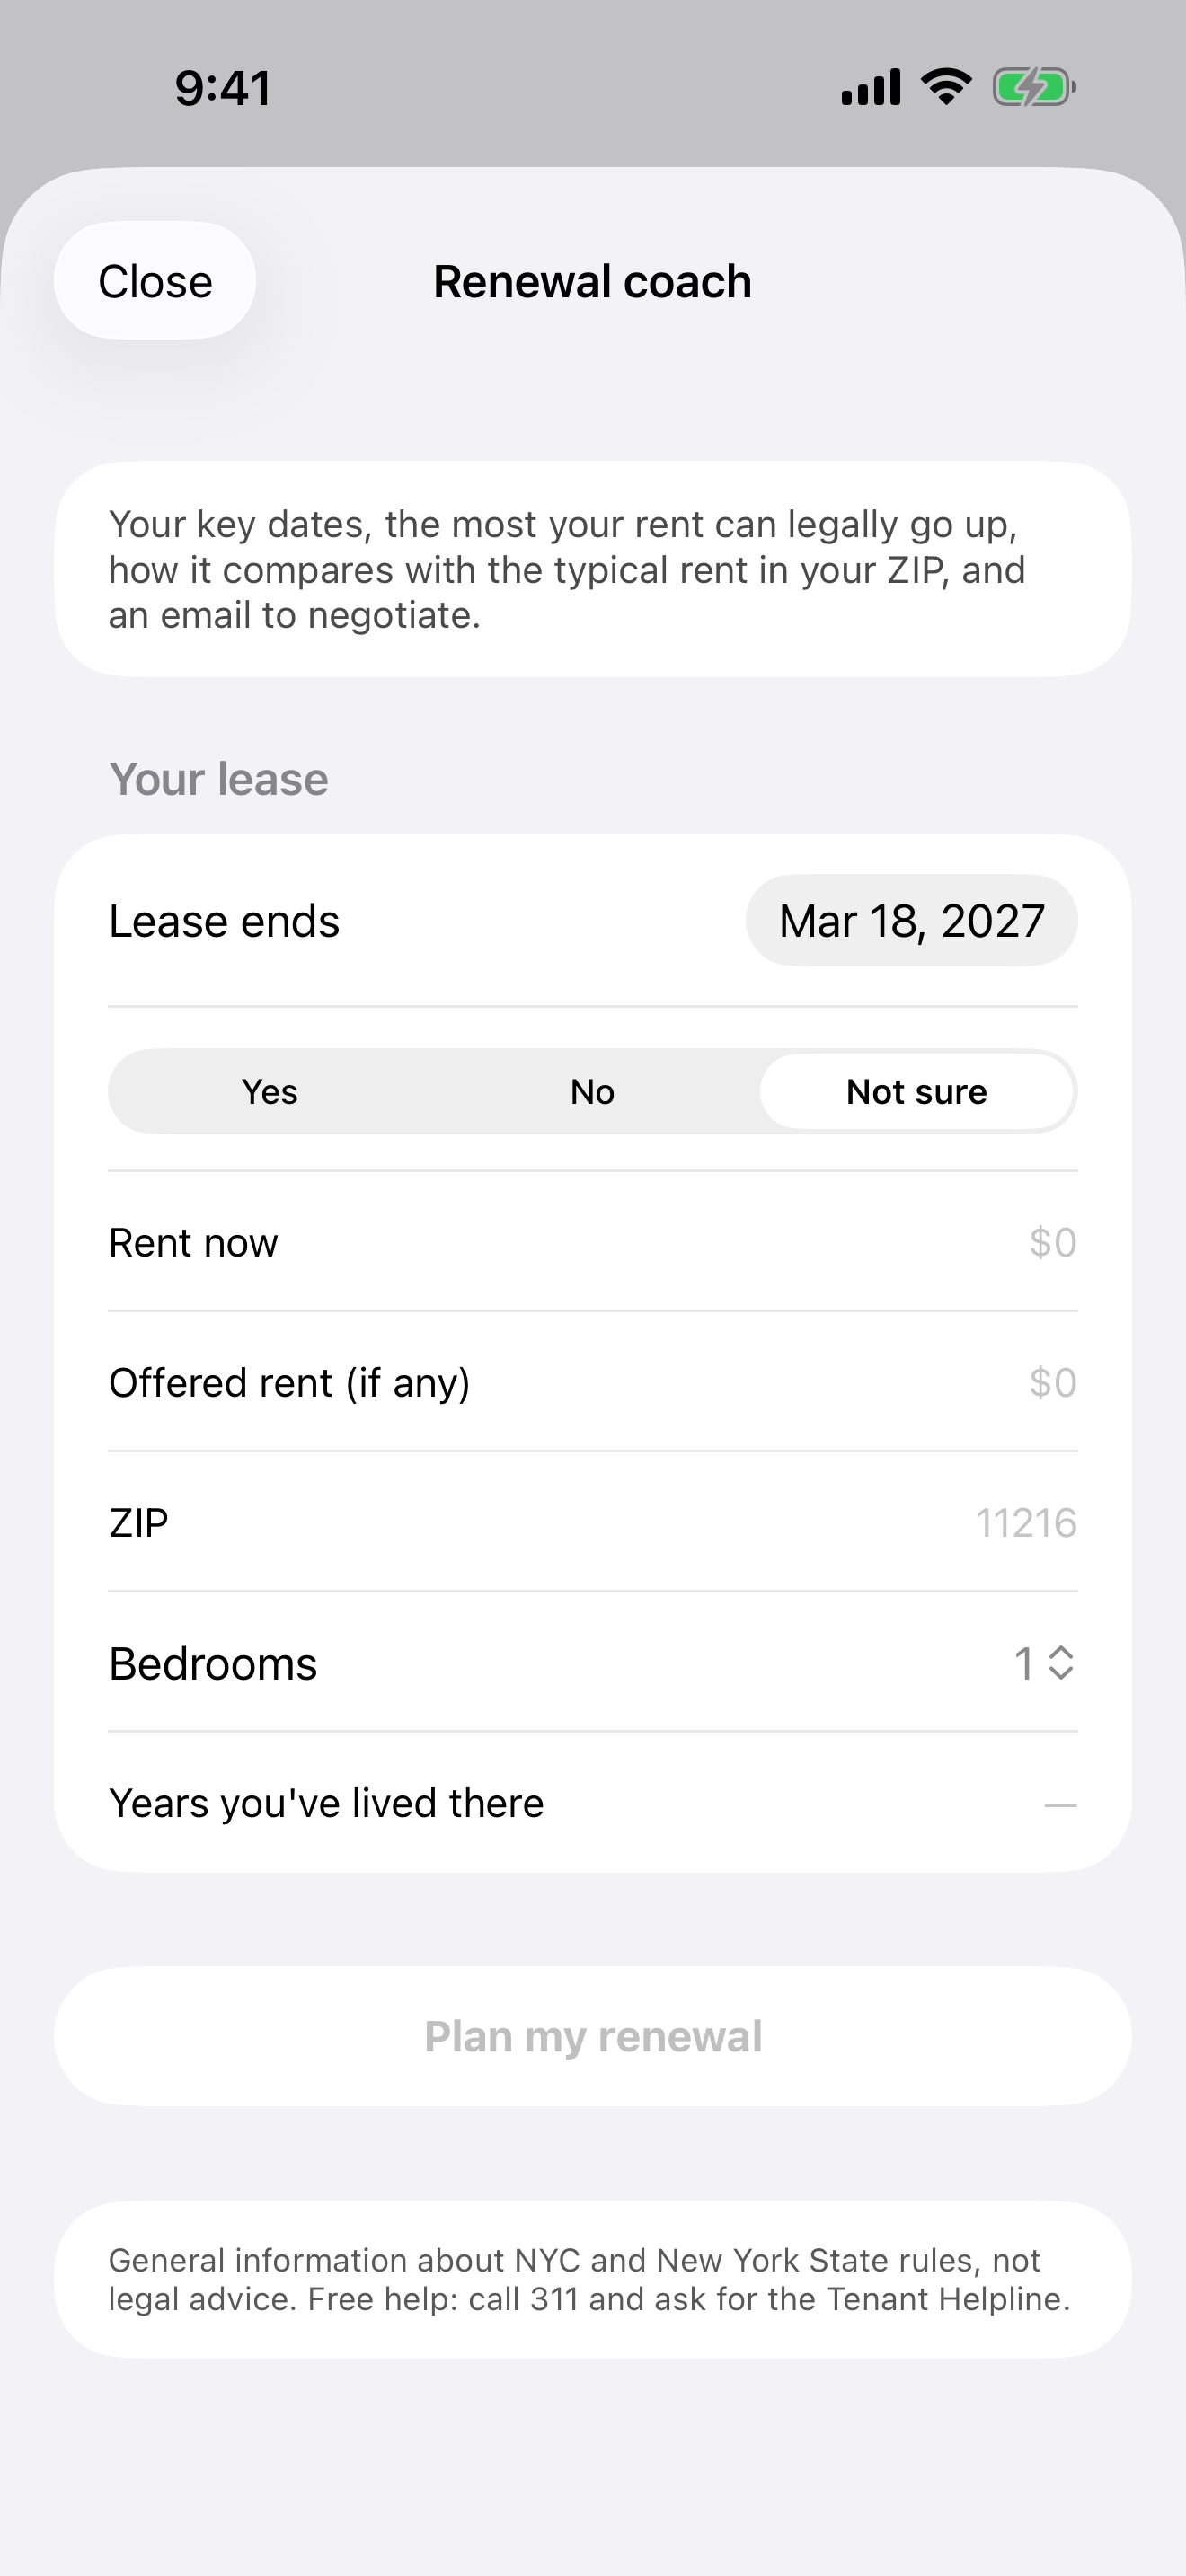 9:41
Close
Renewal coach
Your key dates, the most your rent can legally go up,
how it compares with the typical rent in your ZIP, and
an email to negotiate.
Your lease
Lease ends Mar 18, 2027
Yes No Not sure
Rent now $0
Offered rent (if any) $0
ZIP 11216
Bedrooms 1
Years you've lived there —
Plan my renewal
General information about NYC and New York State rules, not
legal advice. Free help: call 311 and ask for the Tenant Helpline.